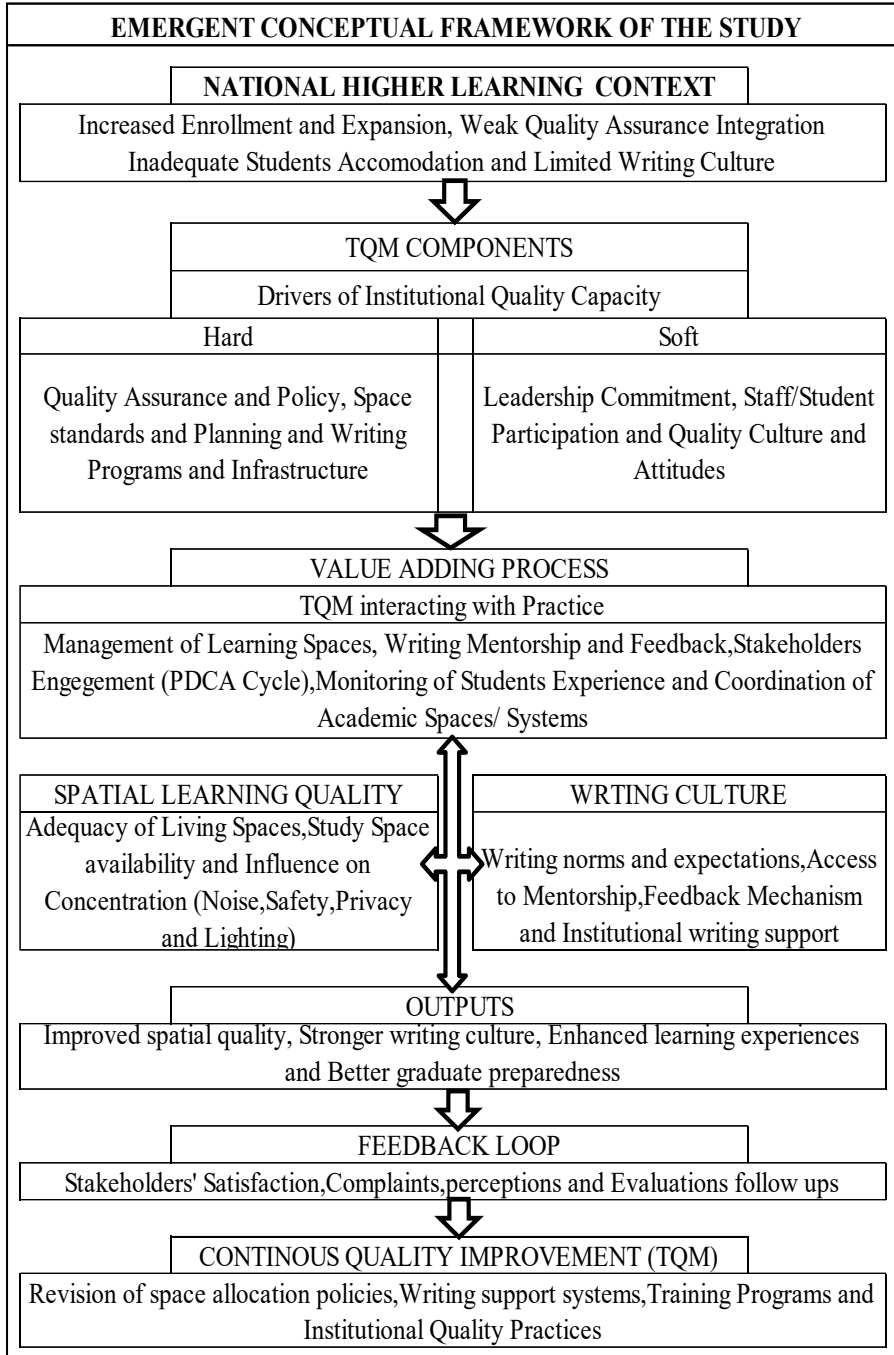 EMERGENT CONCEPTUAL FRAMEWORK OF THE STUDY
NATIONAL HIGHER LEARNING CONTEXT
Increased Enrollment and Expansion, Weak Quality Assurance Integration
Inadequate Students Accomodation and Limited Writing Culture
TQM COMPONENTS
Drivers of Institutional Quality Capacity
Hard
Quality Assurance and Policy, Space
standards and Planning and Writing
Programs and Infrastructure
Soft
Leadership Commitment, Staff/Student
Participation and Quality Culture and
Attitudes
VALUE ADDING PROCESS
TQM interacting with Practice
Management of Learning Spaces, Writing Mentorship and Feedback,Stakeholders
Engegement (PDCA Cycle),Monitoring of Students Experience and Coordination of
Academic Spaces/ Systems
SPATIAL LEARNING QUALITY
Adequacy of Living Spaces,Study Space
availability and Influence on
Concentration (Noise,Safety,Privacy
and Lighting)
WRTING CULTURE
Writing norms and expectations,Access
to Mentorship,Feedback Mechanism
and Institutional writing support
OUTPUTS
Improved spatial quality, Stronger writing culture, Enhanced learning experiences
and Better graduate preparedness
FEEDBACK LOOP
Stakeholders' Satisfaction,Complaints,perceptions and Evaluations follow ups
CONTINOUS QUALITY IMPROVEMENT (TQM)
Revision of space allocation policies,Writing support systems,Training Programs and
Institutional Quality Practices